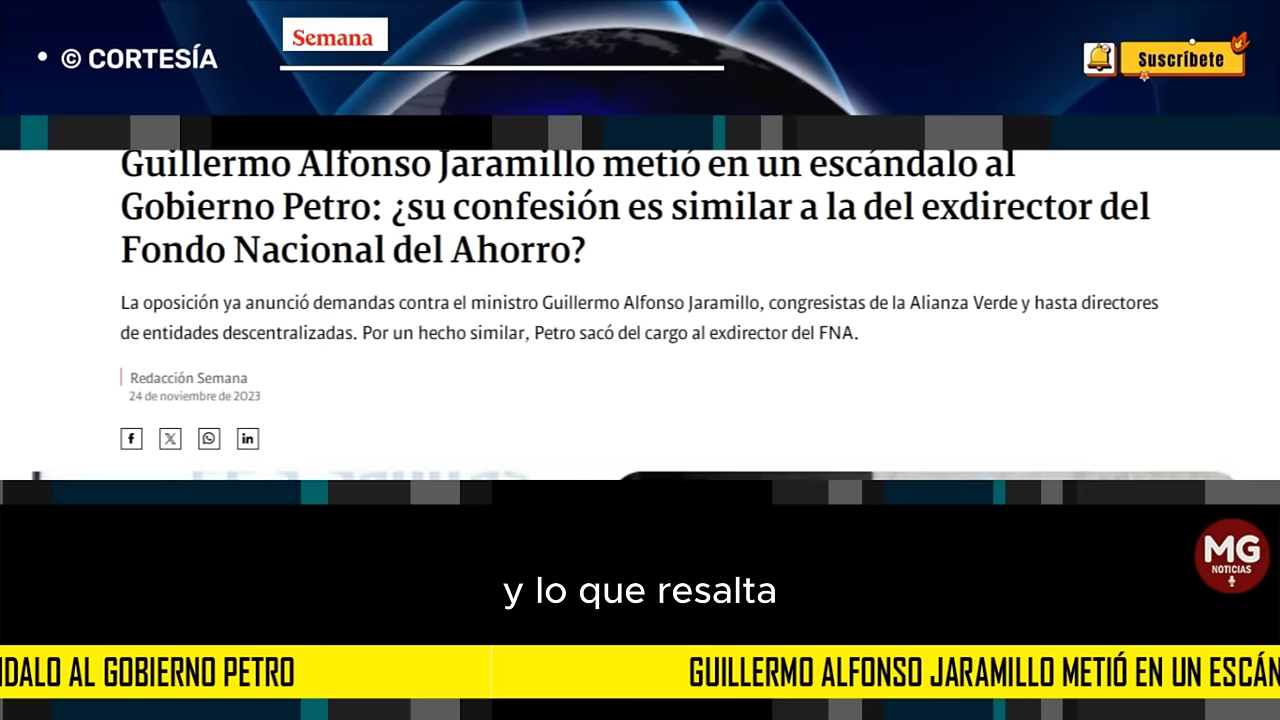 • © CORTESÍA
Semana
Suscríbete
Guillermo Alfonso Jaramillo metió en un escándalo al
Gobierno Petro: ¿su confesión es similar a la del exdirector del
Fondo Nacional del Ahorro?
La oposición ya anunció demandas contra el ministro Guillermo Alfonso Jaramillo, congresistas de la Alianza Verde y hasta directores
de entidades descentralizadas. Por un hecho similar, Petro sacó del cargo al exdirector del FNA.
Redacción Semana
24 de noviembre de 2023
MG
NOTICIAS
y lo que resalta
NDALO AL GOBIERNO PETRO
GUILLERMO ALFONSO JARAMILLO METIÓ EN UN ESCÁN